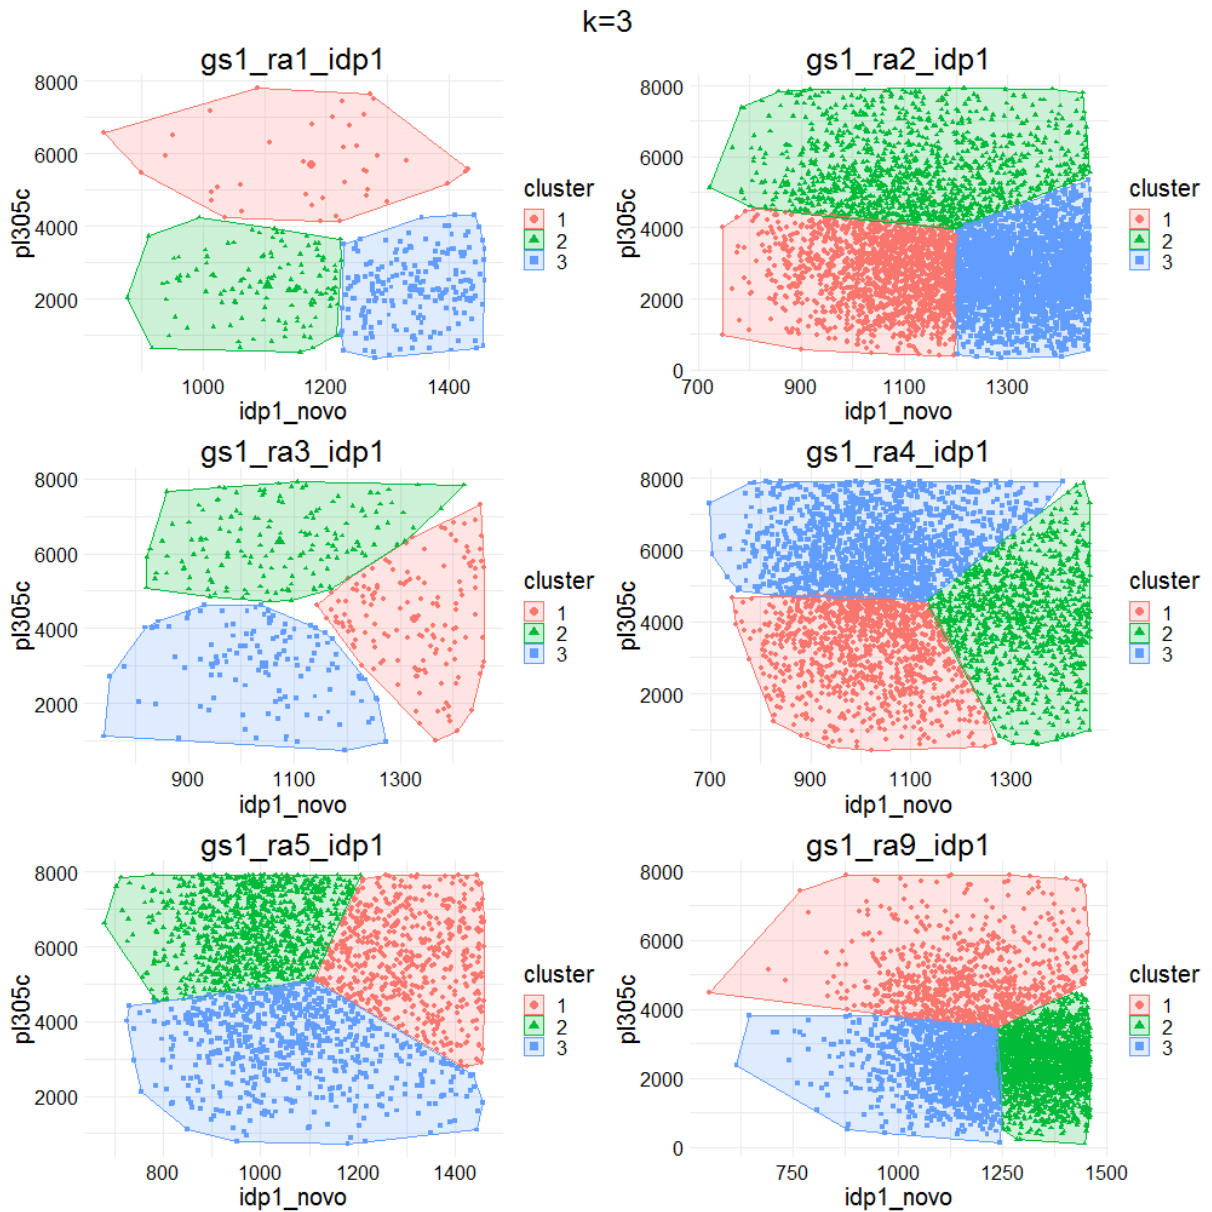 k=3
gs1_ra1_idp1
8000
6000
4000
2000
pl305c
1000 1200 1400
idp1_novo
cluster
1
2
3
gs1_ra2_idp1
8000
6000
4000
2000
0
pl305c
700 900 1100 1300
idp1_novo
cluster
1
2
3
gs1_ra3_idp1
8000
6000
4000
2000
pl305c
900 1100 1300
idp1_novo
cluster
1
2
3
gs1_ra4_idp1
8000
6000
4000
2000
pl305c
700 900 1100 1300
idp1_novo
cluster
1
2
3
gs1_ra5_idp1
8000
6000
4000
2000
pl305c
800 1000 1200 1400
idp1_novo
cluster
1
2
3
gs1_ra9_idp1
8000
6000
4000
2000
0
pl305c
750 1000 1250 1500
idp1_novo
cluster
1
2
3